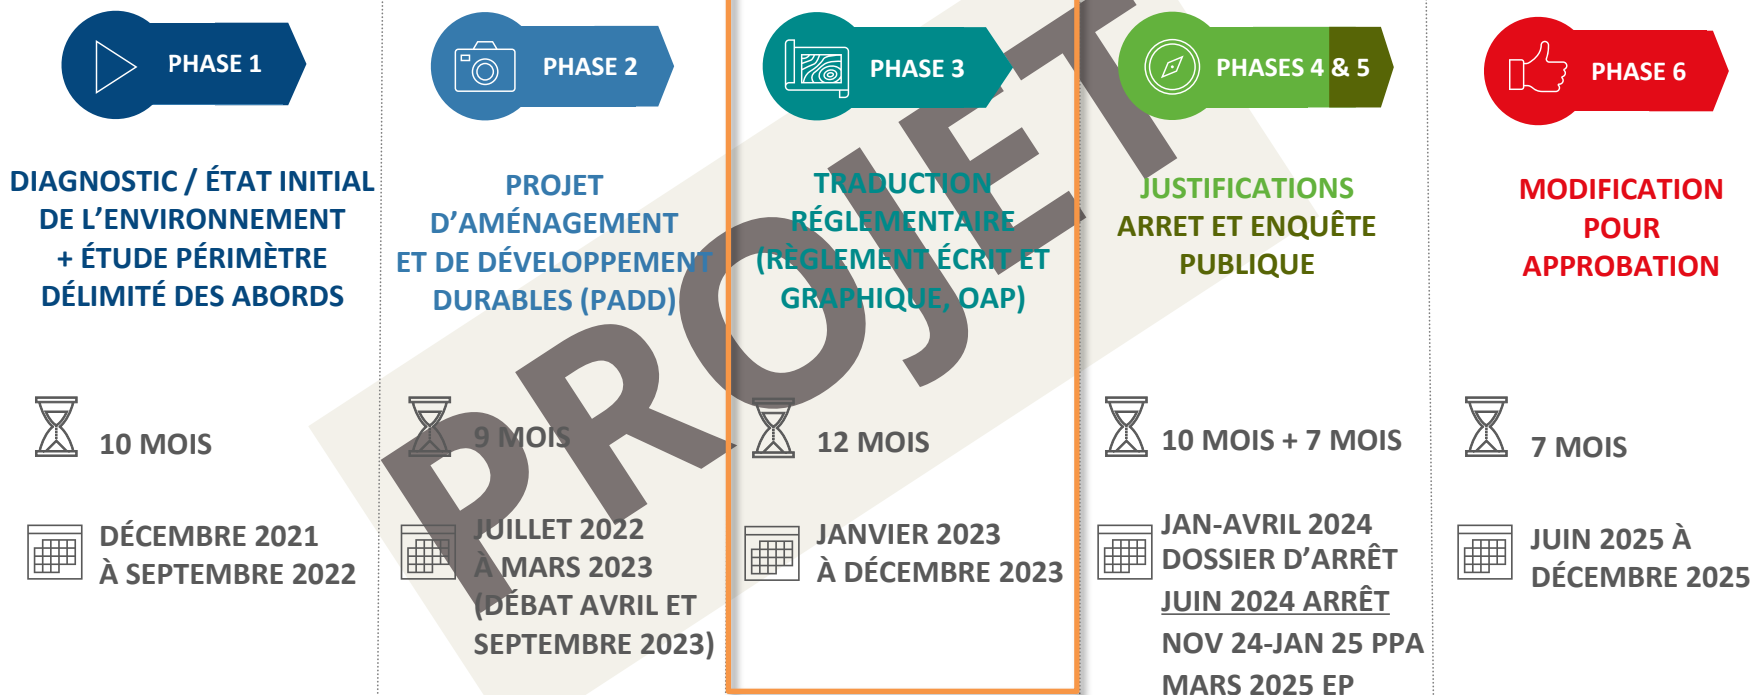 PHASE 1
DIAGNOSTIC / ÉTAT INITIAL
DE L’ENVIRONNEMENT
+ ÉTUDE PÉRIMÈTRE
DÉLIMITÉ DES ABORDS
10 MOIS
DÉCEMBRE 2021
À SEPTEMBRE 2022
PHASE 2
PROJET
D’AMÉNAGEMENT
ET DE DÉVELOPPEMENT
DURABLES (PADD)
9 MOIS
JUILLET 2022
À MARS 2023
(DÉBAT AVRIL ET
SEPTEMBRE 2023)
PHASE 3
TRADUCTION
RÉGLEMENTAIRE
(RÈGLEMENT ÉCRIT ET
GRAPHIQUE, OAP)
12 MOIS
JANVIER 2023
À DÉCEMBRE 2023
PHASES 4 & 5
JUSTIFICATIONS
ARRET ET ENQUÊTE
PUBLIQUE
10 MOIS + 7 MOIS
JAN-AVRIL 2024
DOSSIER D’ARRÊT
JUIN 2024 ARRÊT
NOV 24-JAN 25 PPA
MARS 2025 EP
PHASE 6
MODIFICATION
POUR
APPROBATION
7 MOIS
JUIN 2025 À
DÉCEMBRE 2025
PROJET